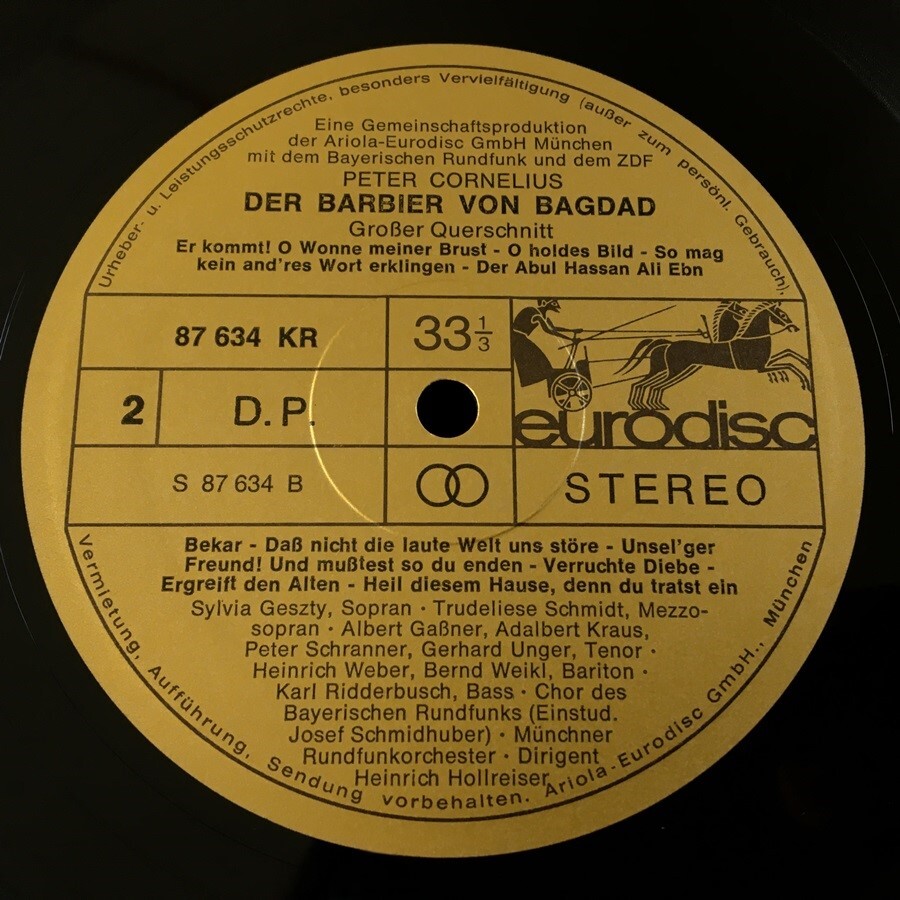 Urheber- u. Leistungsschutzrechte, besonders Vervielfältigung (außer zum persönl. Gebrauch),
Eine Gemeinschaftsproduktion
der Ariola-Eurodisc GmbH München
mit dem Bayerischen Rundfunk und dem ZDF
PETER CORNELIUS
DER BARBIER VON BAGDAD
Großer Querschnitt
Er kommt! O Wonne meiner Brust - O holdes Bild - So mag
kein and'res Wort erklingen - Der Abul Hassan Ali Ebn
87 634 KR
33 1/3
2
D.P.
eurodisc
S 87 634 B
STEREO
Bekar - Daß nicht die laute Welt uns störe - Unsel'ger
Freund! Und mußtest so du enden - Verruchte Diebe -
Ergreift den Alten - Heil diesem Hause, denn du tratst ein
Sylvia Geszty, Sopran · Trudeliese Schmidt, Mezzo-
sopran · Albert Gaßner, Adalbert Kraus,
Peter Schranner, Gerhard Unger, Tenor ·
Heinrich Weber, Bernd Weikl, Bariton ·
Karl Ridderbusch, Bass · Chor des
Bayerischen Rundfunks (Einstud.
Josef Schmidhuber) · Münchner
Rundfunkorchester · Dirigent
Heinrich Hollreiser
Vermietung, Aufführung, Sendung vorbehalten. Ariola-Eurodisc GmbH., München